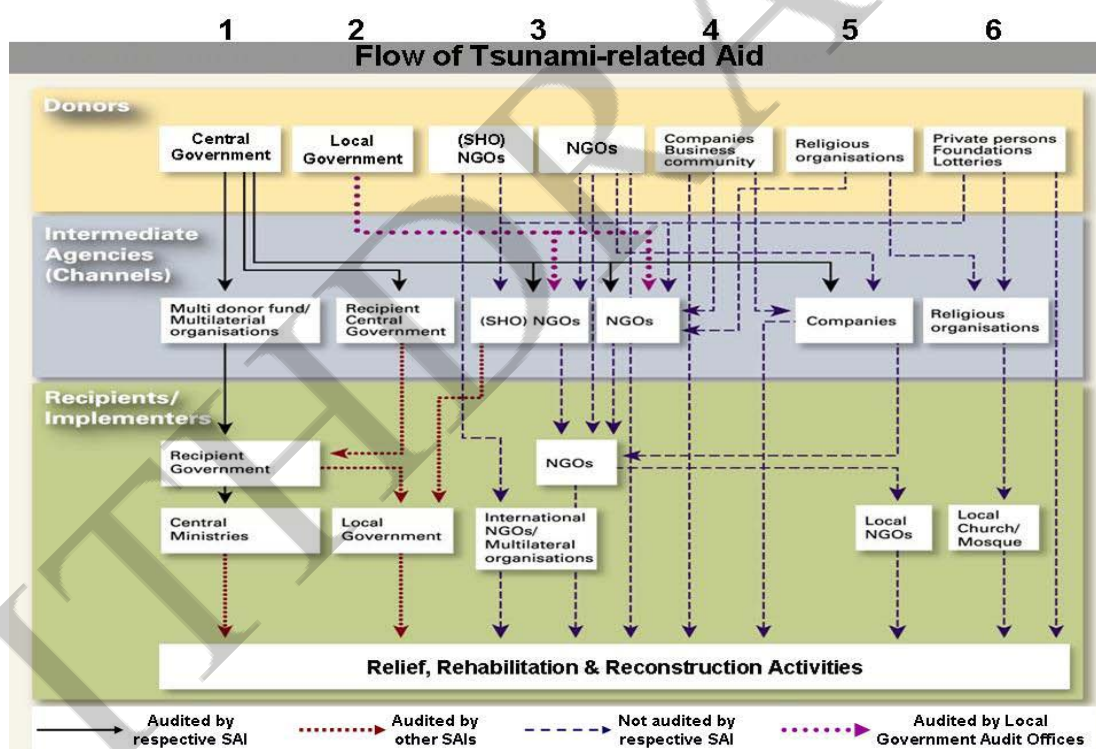 1 2 3 4 5 6
Flow of Tsunami-related Aid
Donors
Central
Government
Local
Government
(SHO)
NGOs
NGOs
Companies
Business
community
Religious
organisations
Private persons
Foundations
Lotteries
Intermediate
Agencies
(Channels)
Multi donor fund/
Multilaterial
organisations
Recipient
Central
Government
(SHO) NGOs
NGOs
Companies
Religious
organisations
Recipients/
Implementers
Recipient
Government
NGOs
Central
Ministries
Local
Government
International
NGOs/
Multilateral
organisations
Local
NGOs
Local
Church/
Mosque
Relief, Rehabilitation & Reconstruction Activities
Audited by
respective SAI
Audited by
other SAIs
Not audited by
respective SAI
Audited by Local
Government Audit Offices
ITHDRA